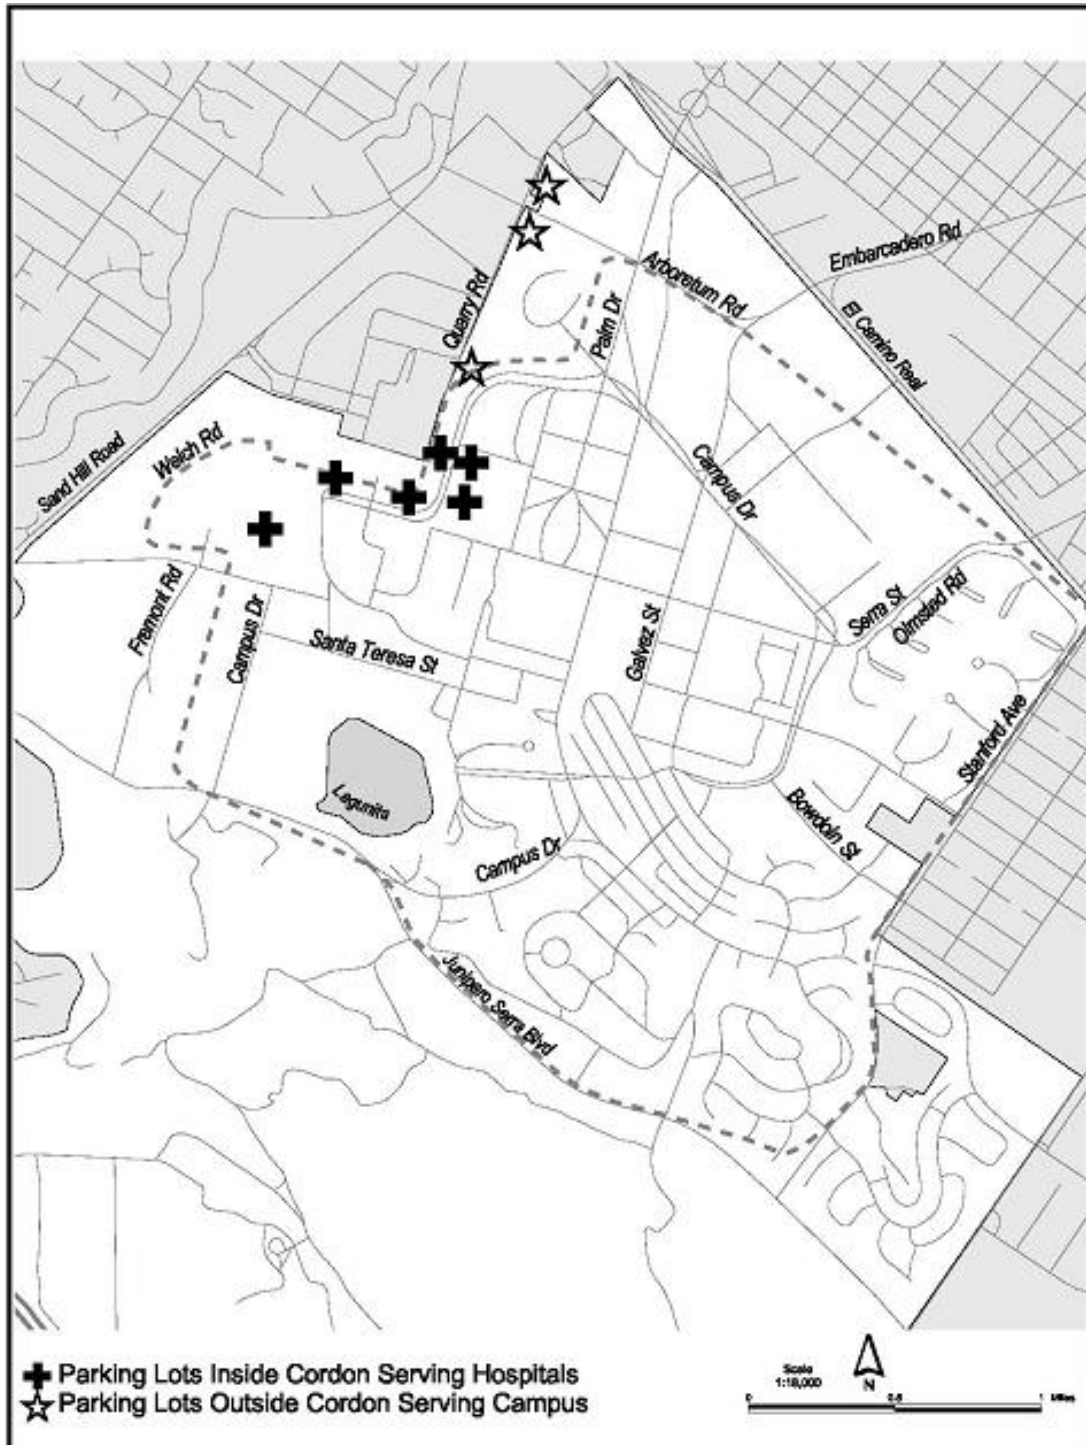 Embarcadero Rd
Arboretum Rd
Quarry Rd
Palm Dr
El Camino Real
Welch Rd
Sand Hill Road
Campus Dr
Serra St
Olmsted Rd
Fremont Rd
Campus Dr
Santa Teresa St
Galvez St
Stanford Ave
Lagunita
Bowdoin St
Campus Dr
Junipero Serra Blvd
Parking Lots Inside Cordon Serving Hospitals
Parking Lots Outside Cordon Serving Campus
Scale
1:18,000
N
0 0.5 1 Miles